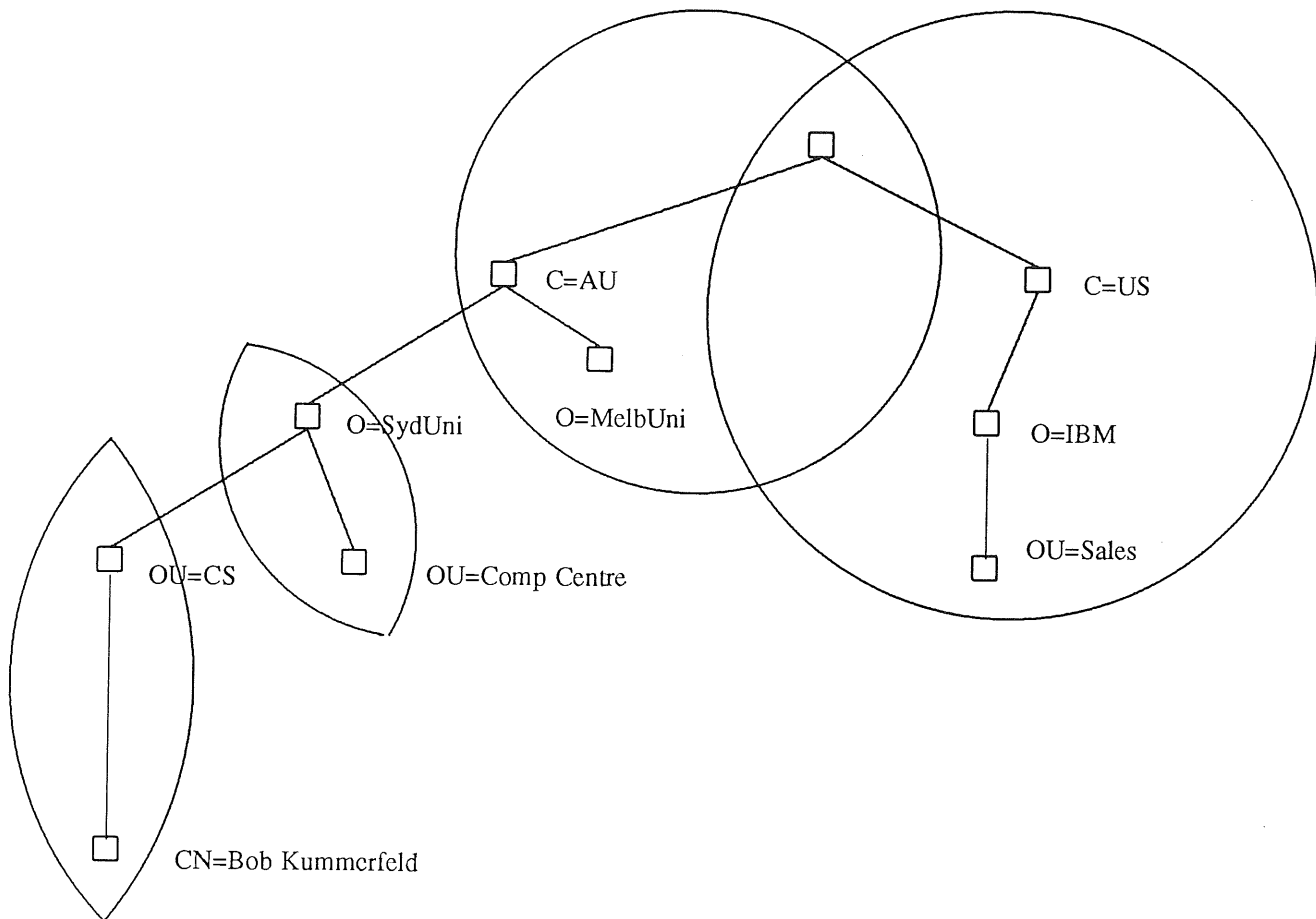 C=AU
C=US
O=SydUni
O=MelbUni
O=IBM
OU=CS
OU=Comp Centre
OU=Sales
CN=Bob Kummerfeld